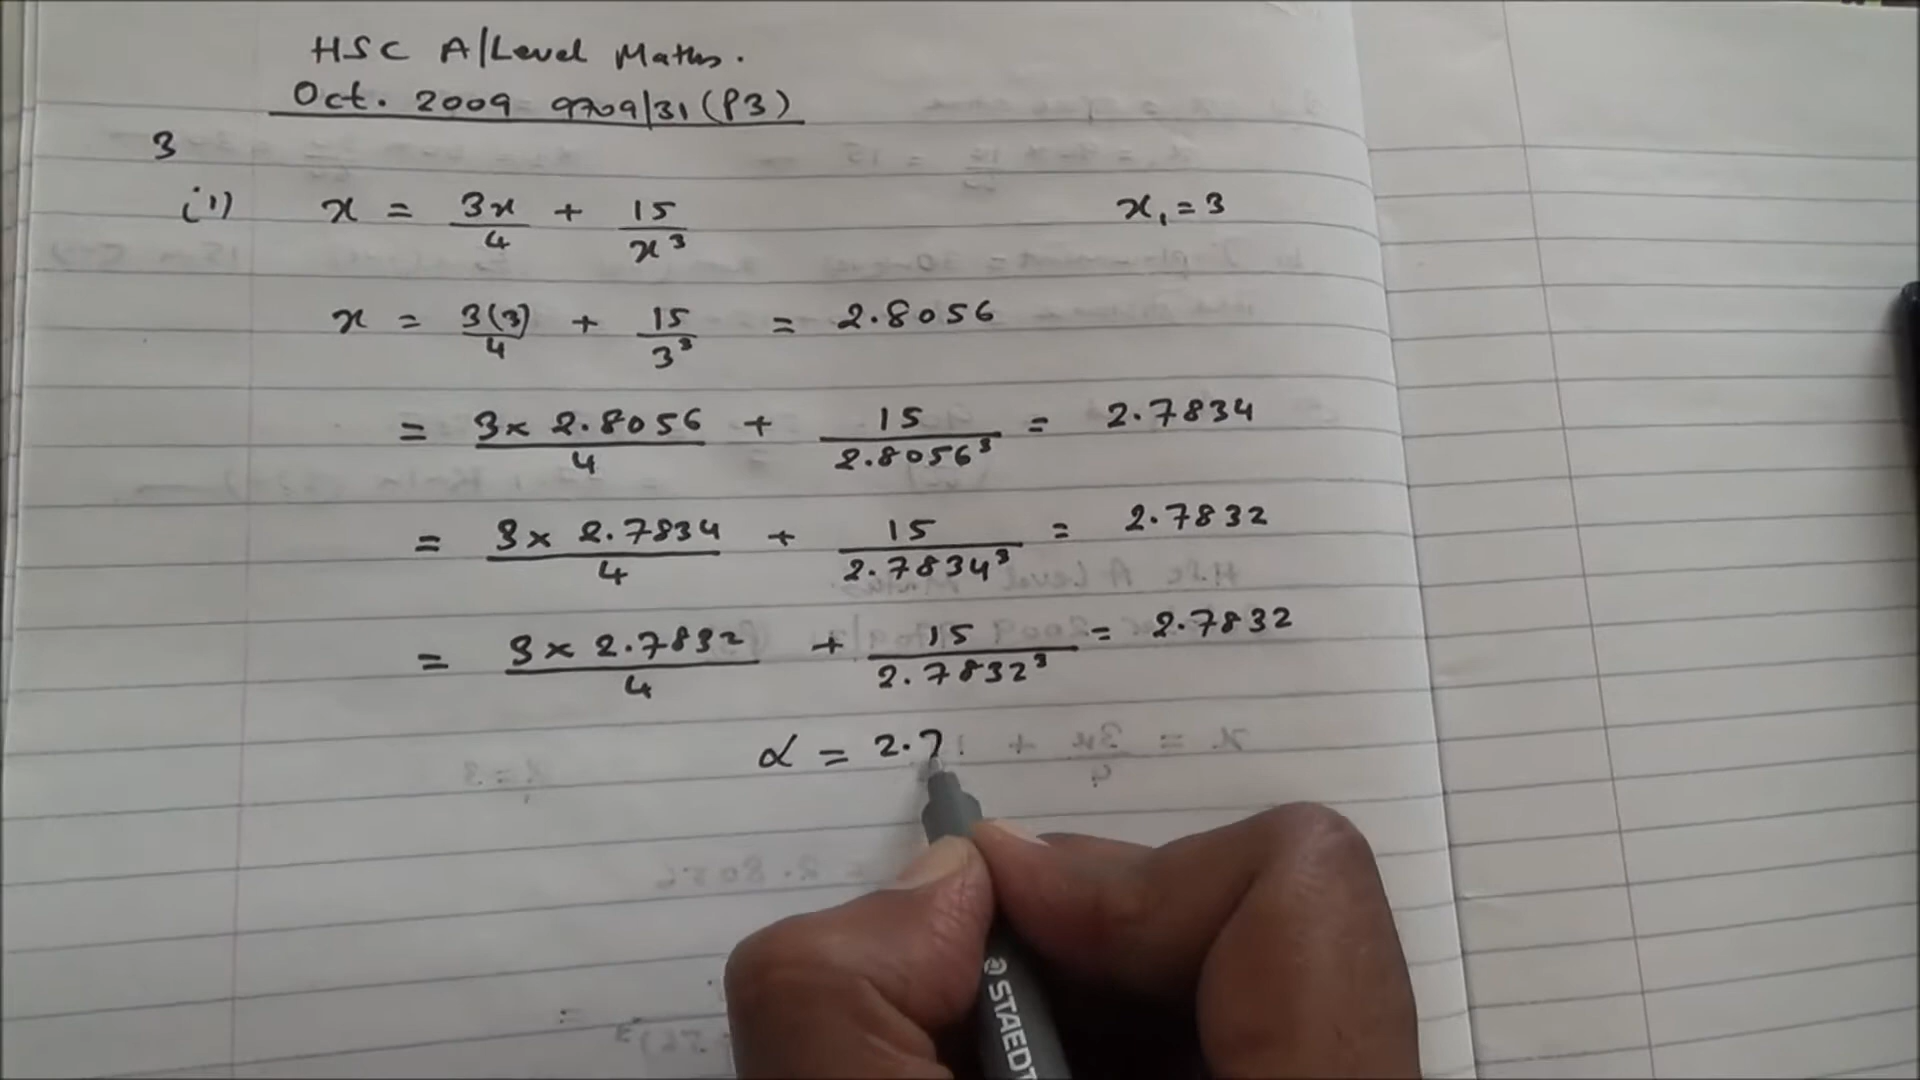 HSC A/Level Maths.
Oct. 2009 9709/31 (P3)
3
(i) x = 3x/4 + 15/x³ x₁ = 3
x = 3(3)/4 + 15/3³ = 2.8056
= 3 x 2.8056/4 + 15/2.8056³ = 2.7834
= 3 x 2.7834/4 + 15/2.7834³ = 2.7832
= 3 x 2.7832/4 + 15/2.7832³ = 2.7832
α = 2.7
STAEDT